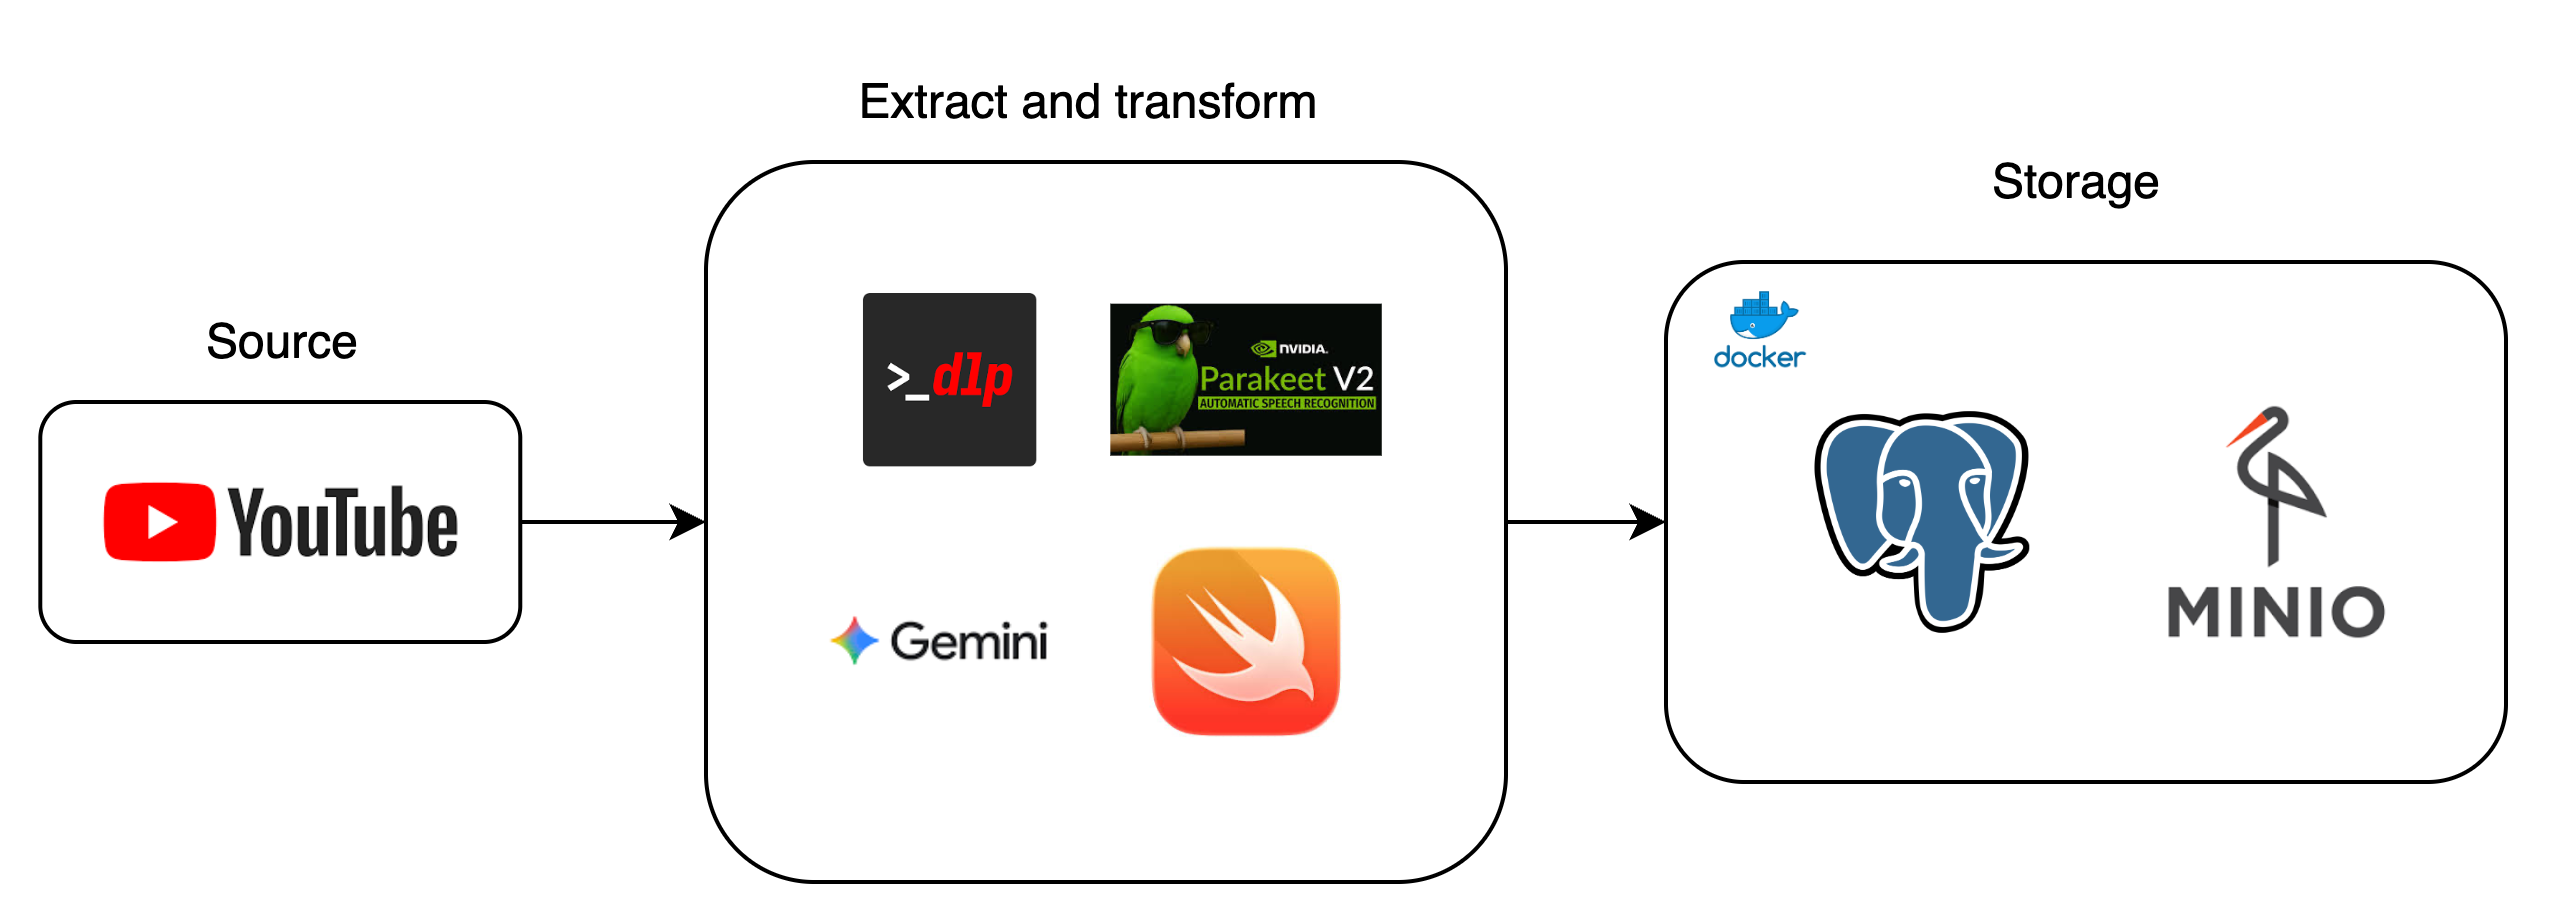 Extract and transform
Storage
Source
docker
>_dlp
NVIDIA.
Parakeet V2
AUTOMATIC SPEECH RECOGNITION
YouTube
Gemini
MINIO